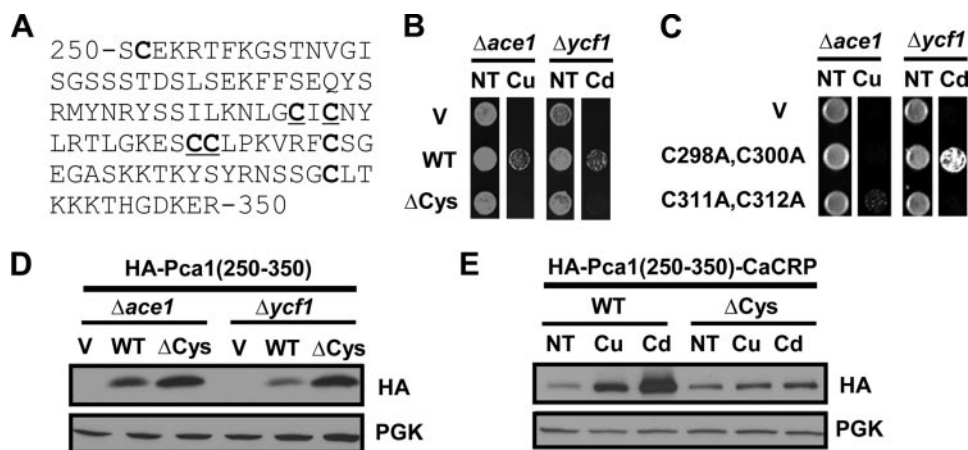 A
250-SCEKRTFKGSTNVGI
SGSSSTDSLSEKFFSEQYS
RMYNRYSSILKNLGCICNY
LRTLGKESCCLPKVRFCSG
EGASKKTKYSYRNSSGCLT
KKKTHGDKER-350
B
Δace1 Δycf1
NT Cu NT Cd
V
WT
ΔCys
C
Δace1 Δycf1
NT Cu NT Cd
V
C298A,C300A
C311A,C312A
D
HA-Pca1(250-350)
Δace1 Δycf1
V WT ΔCys V WT ΔCys
HA
PGK
E
HA-Pca1(250-350)-CaCRP
WT ΔCys
NT Cu Cd NT Cu Cd
HA
PGK